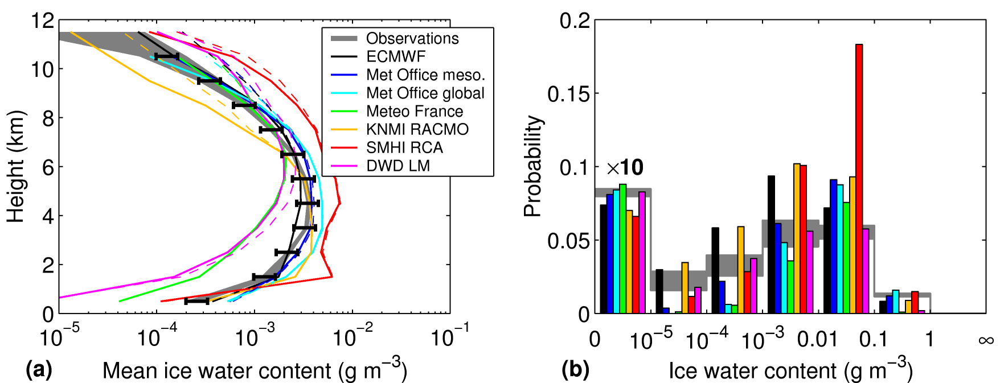 12
10
8
6
4
2
0
Height (km)
10−5
10−4
10−3
10−2
10−1
Observations
ECMWF
Met Office meso.
Met Office global
Meteo France
KNMI RACMO
SMHI RCA
DWD LM
(a)
Mean ice water content (g m−3)
0.2
0.15
0.1
0.05
0
Probability
×10
0
10−5
10−4
10−3
0.01
0.1
1
∞
(b)
Ice water content (g m−3)